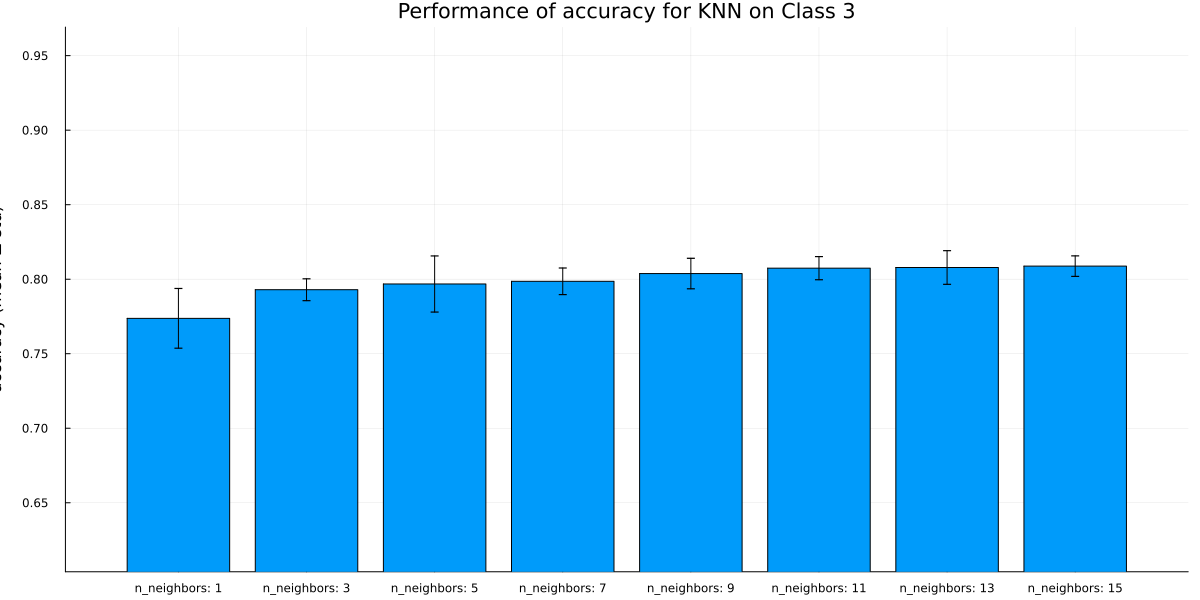 Performance of accuracy for KNN on Class 3
0.95
0.90
0.85
0.80
0.75
0.70
0.65
n_neighbors: 1
n_neighbors: 3
n_neighbors: 5
n_neighbors: 7
n_neighbors: 9
n_neighbors: 11
n_neighbors: 13
n_neighbors: 15